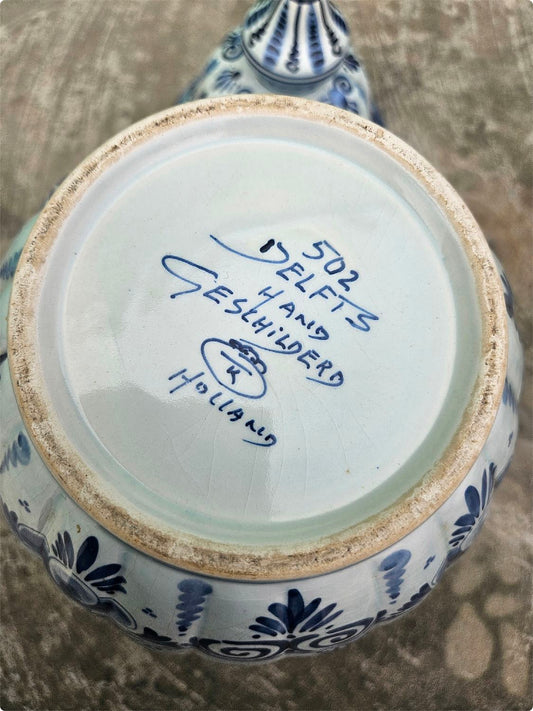 502
DELFTS
HAND
GESCHILDERD
K
HOLLAND